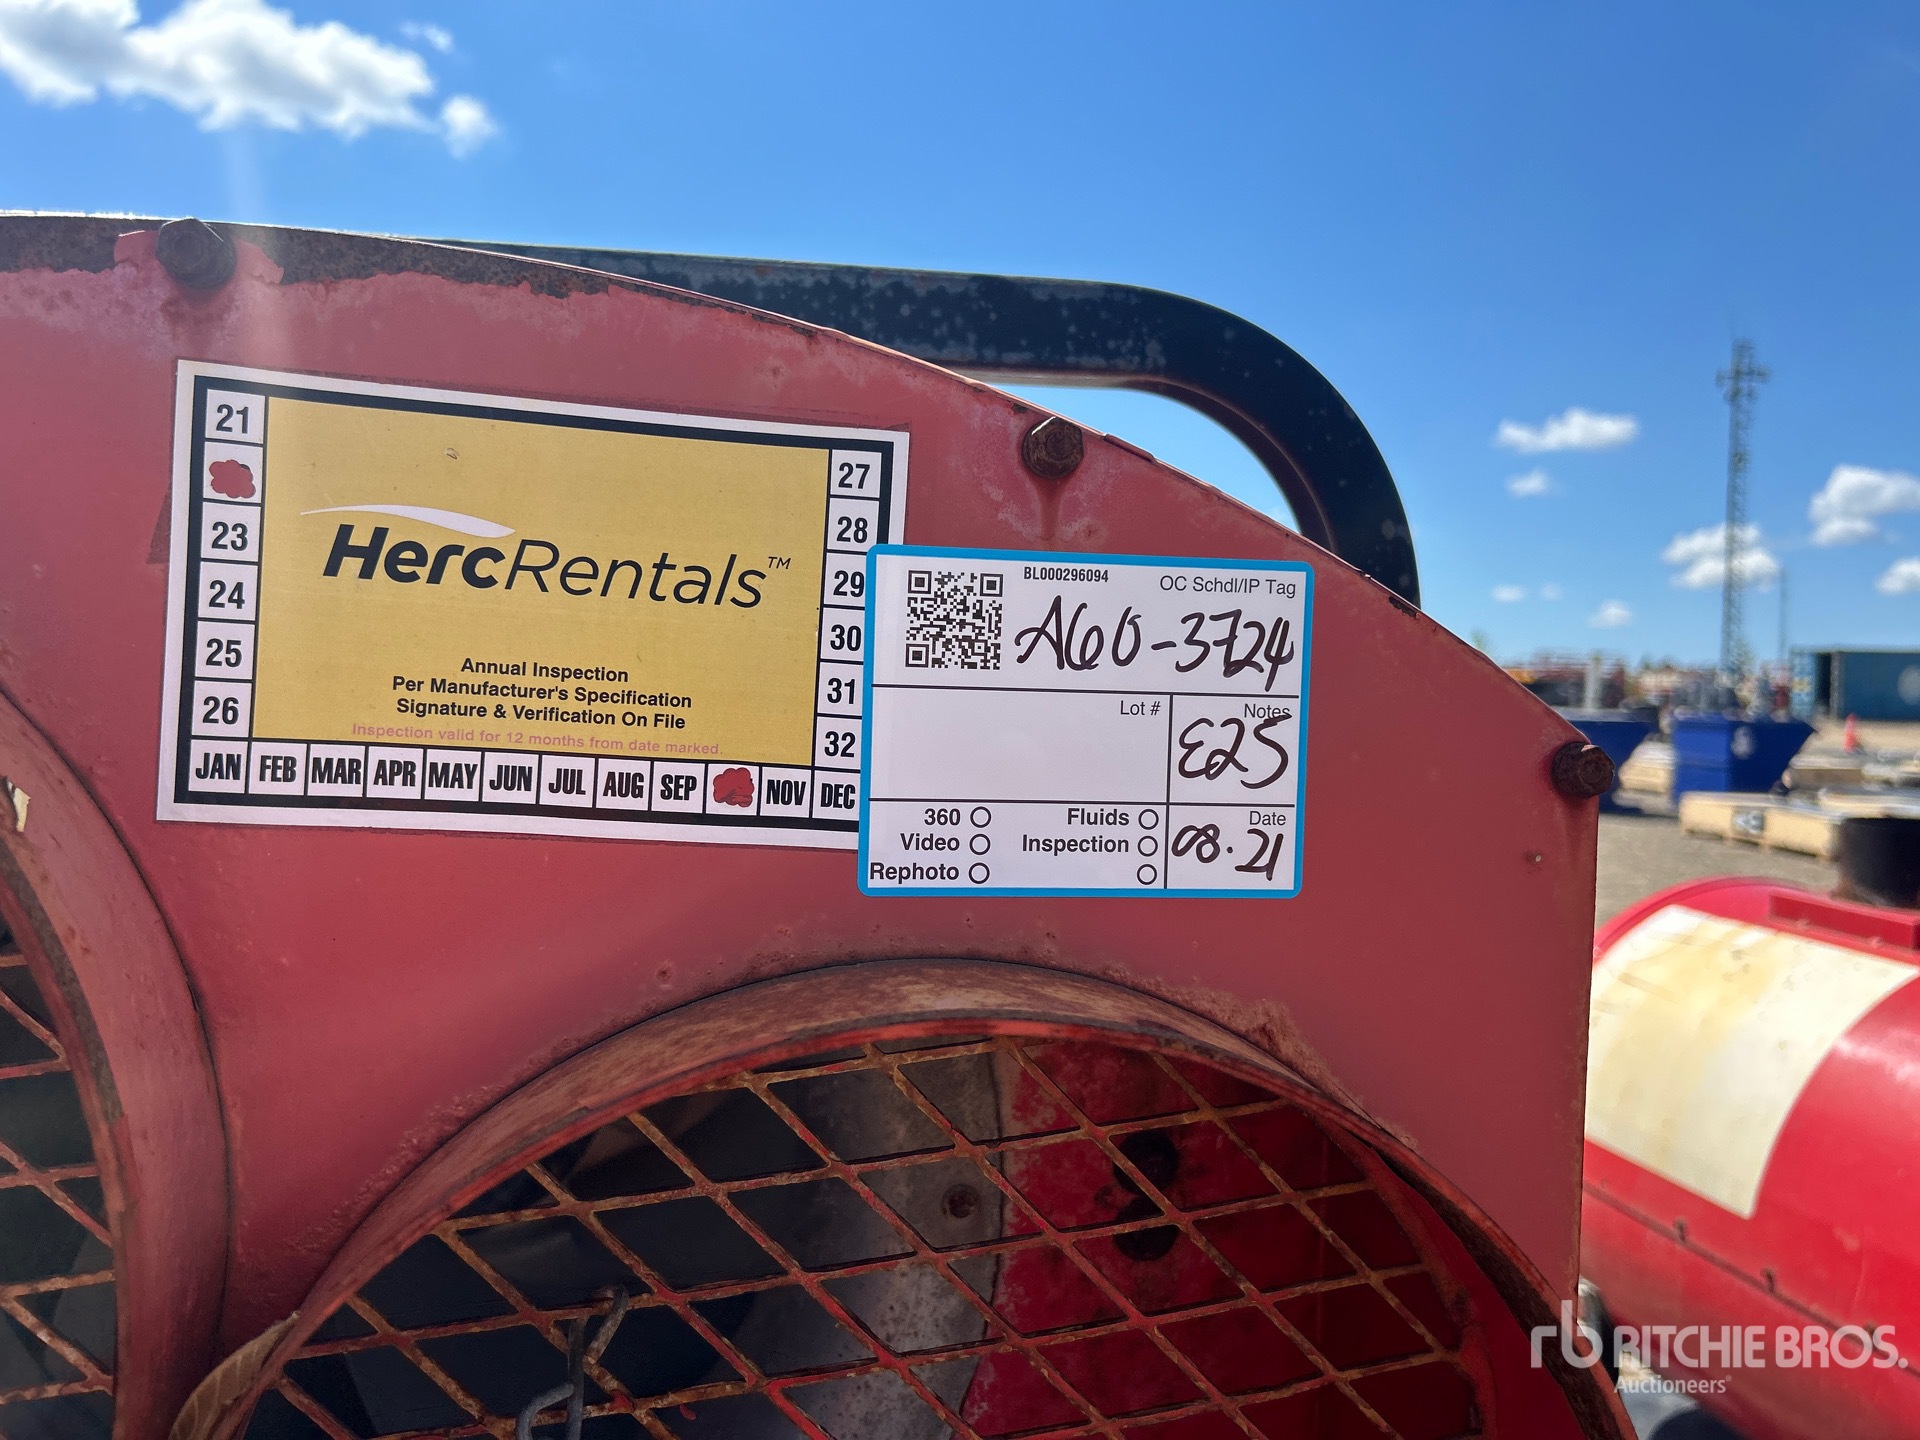 21
23
24
25
26
27
28
29
30
31
32
HercRentals™
Annual Inspection
Per Manufacturer's Specification
Signature & Verification On File
Inspection valid for 12 months from date marked.
JAN FEB MAR APR MAY JUN JUL AUG SEP NOV DEC
BL000296094
OC Schdl/IP Tag
A60-3724
Lot #
Notes
E25
360
Video
Rephoto
Fluids
Inspection
Date
08.21
rb RITCHIE BROS.
Auctioneers